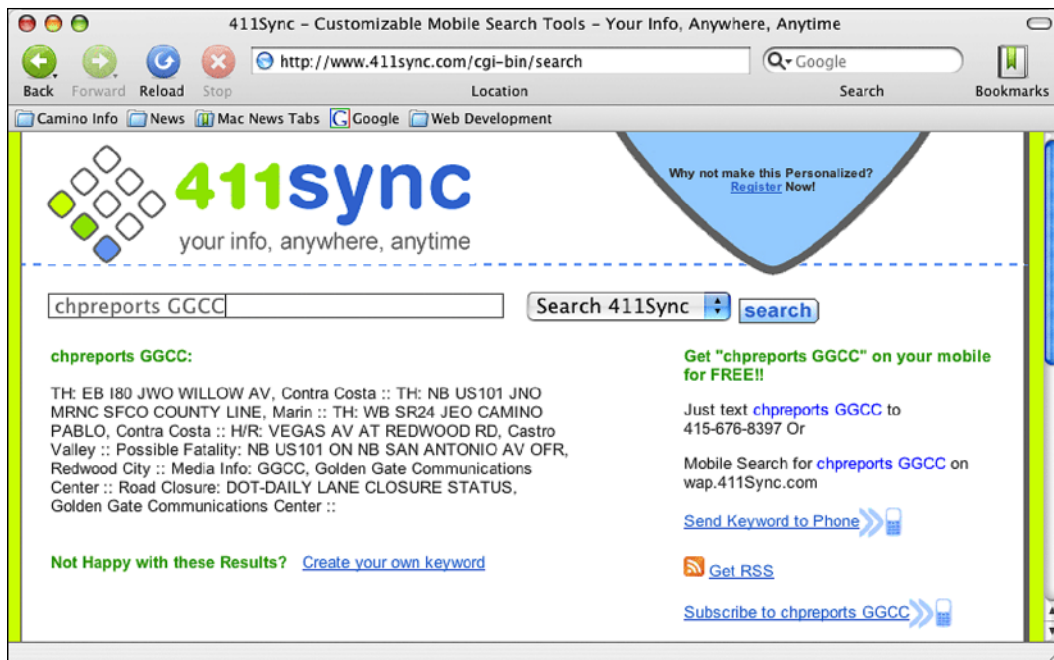 411Sync – Customizable Mobile Search Tools – Your Info, Anywhere, Anytime
http://www.411sync.com/cgi-bin/search
Google
Back
Forward
Reload
Stop
Location
Search
Bookmarks
Camino Info
News
Mac News Tabs
G
Google
Web Development
411sync
your info, anywhere, anytime
Why not make this Personalized?
Register Now!
chpreports GGCC
Search 411Sync
search
chpreports GGCC:
TH: EB I80 JWO WILLOW AV, Contra Costa :: TH: NB US101 JNO
MRNC SFCO COUNTY LINE, Marin :: TH: WB SR24 JEO CAMINO
PABLO, Contra Costa :: H/R: VEGAS AV AT REDWOOD RD, Castro
Valley :: Possible Fatality: NB US101 ON NB SAN ANTONIO AV OFR,
Redwood City :: Media Info: GGCC, Golden Gate Communications
Center :: Road Closure: DOT-DAILY LANE CLOSURE STATUS,
Golden Gate Communications Center ::
Not Happy with these Results? Create your own keyword
Get "chpreports GGCC" on your mobile
for FREE!!
Just text chpreports GGCC to
415-676-8397 Or
Mobile Search for chpreports GGCC on
wap.411Sync.com
Send Keyword to Phone
Get RSS
Subscribe to chpreports GGCC